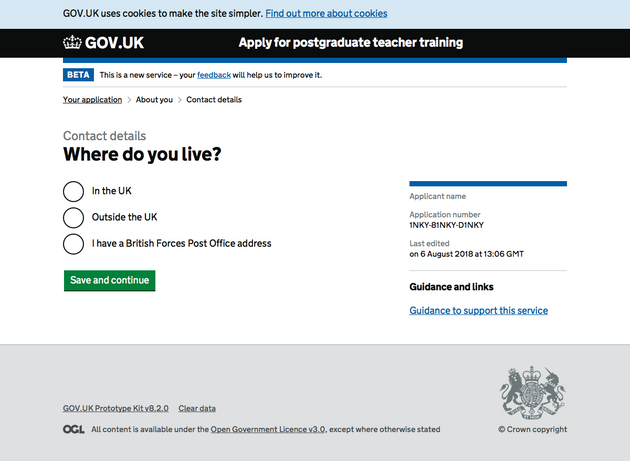 GOV.UK uses cookies to make the site simpler. Find out more about cookies
GOV.UK
Apply for postgraduate teacher training
BETA
This is a new service – your feedback will help us to improve it.
Your application > About you > Contact details
Contact details
Where do you live?
In the UK
Outside the UK
I have a British Forces Post Office address
Save and continue
Applicant name
Application number
1NKY-81NKY-D1NKY
Last edited
on 6 August 2018 at 13:06 GMT
Guidance and links
Guidance to support this service
GOV.UK Prototype Kit v8.2.0 Clear data
OGL All content is available under the Open Government Licence v3.0, except where otherwise stated
© Crown copyright